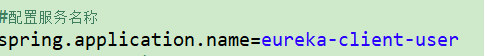 #配置服务名称
spring.application.name=eureka-client-user